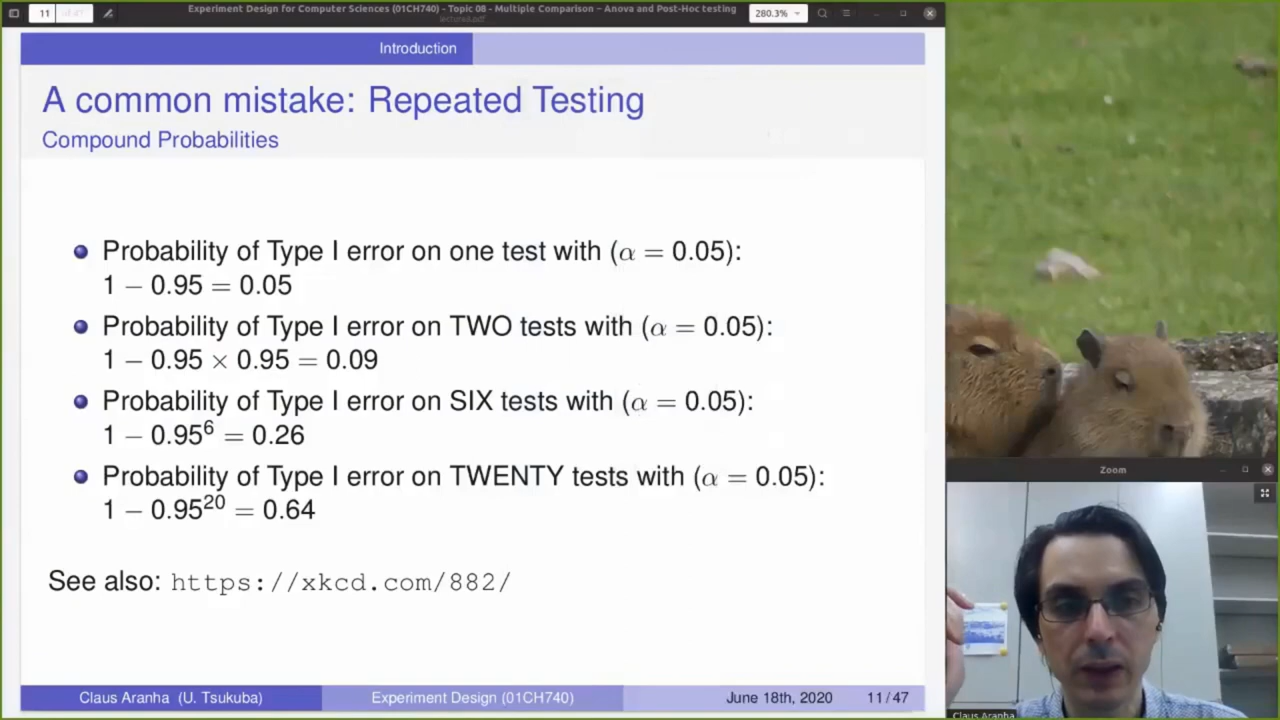 11
Experiment Design for Computer Sciences (01CH740) - Topic 08 - Multiple Comparison – Anova and Post-Hoc testing
280.3%
Introduction
A common mistake: Repeated Testing
Compound Probabilities
Probability of Type I error on one test with (α = 0.05):
1 − 0.95 = 0.05
Probability of Type I error on TWO tests with (α = 0.05):
1 − 0.95 × 0.95 = 0.09
Probability of Type I error on SIX tests with (α = 0.05):
1 − 0.95⁶ = 0.26
Probability of Type I error on TWENTY tests with (α = 0.05):
1 − 0.95²⁰ = 0.64
See also: https://xkcd.com/882/
Claus Aranha (U. Tsukuba)
Experiment Design (01CH740)
June 18th, 2020
11 / 47
Zoom
Claus Aranha